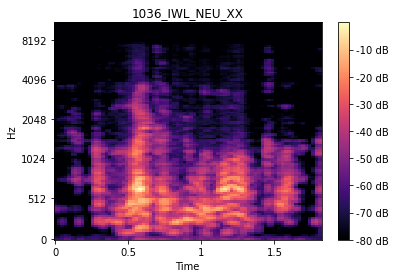 1036_IWL_NEU_XX
8192
4096
2048
1024
512
0
Hz
0
0.5
1
1.5
Time
-10 dB
-20 dB
-30 dB
-40 dB
-50 dB
-60 dB
-70 dB
-80 dB